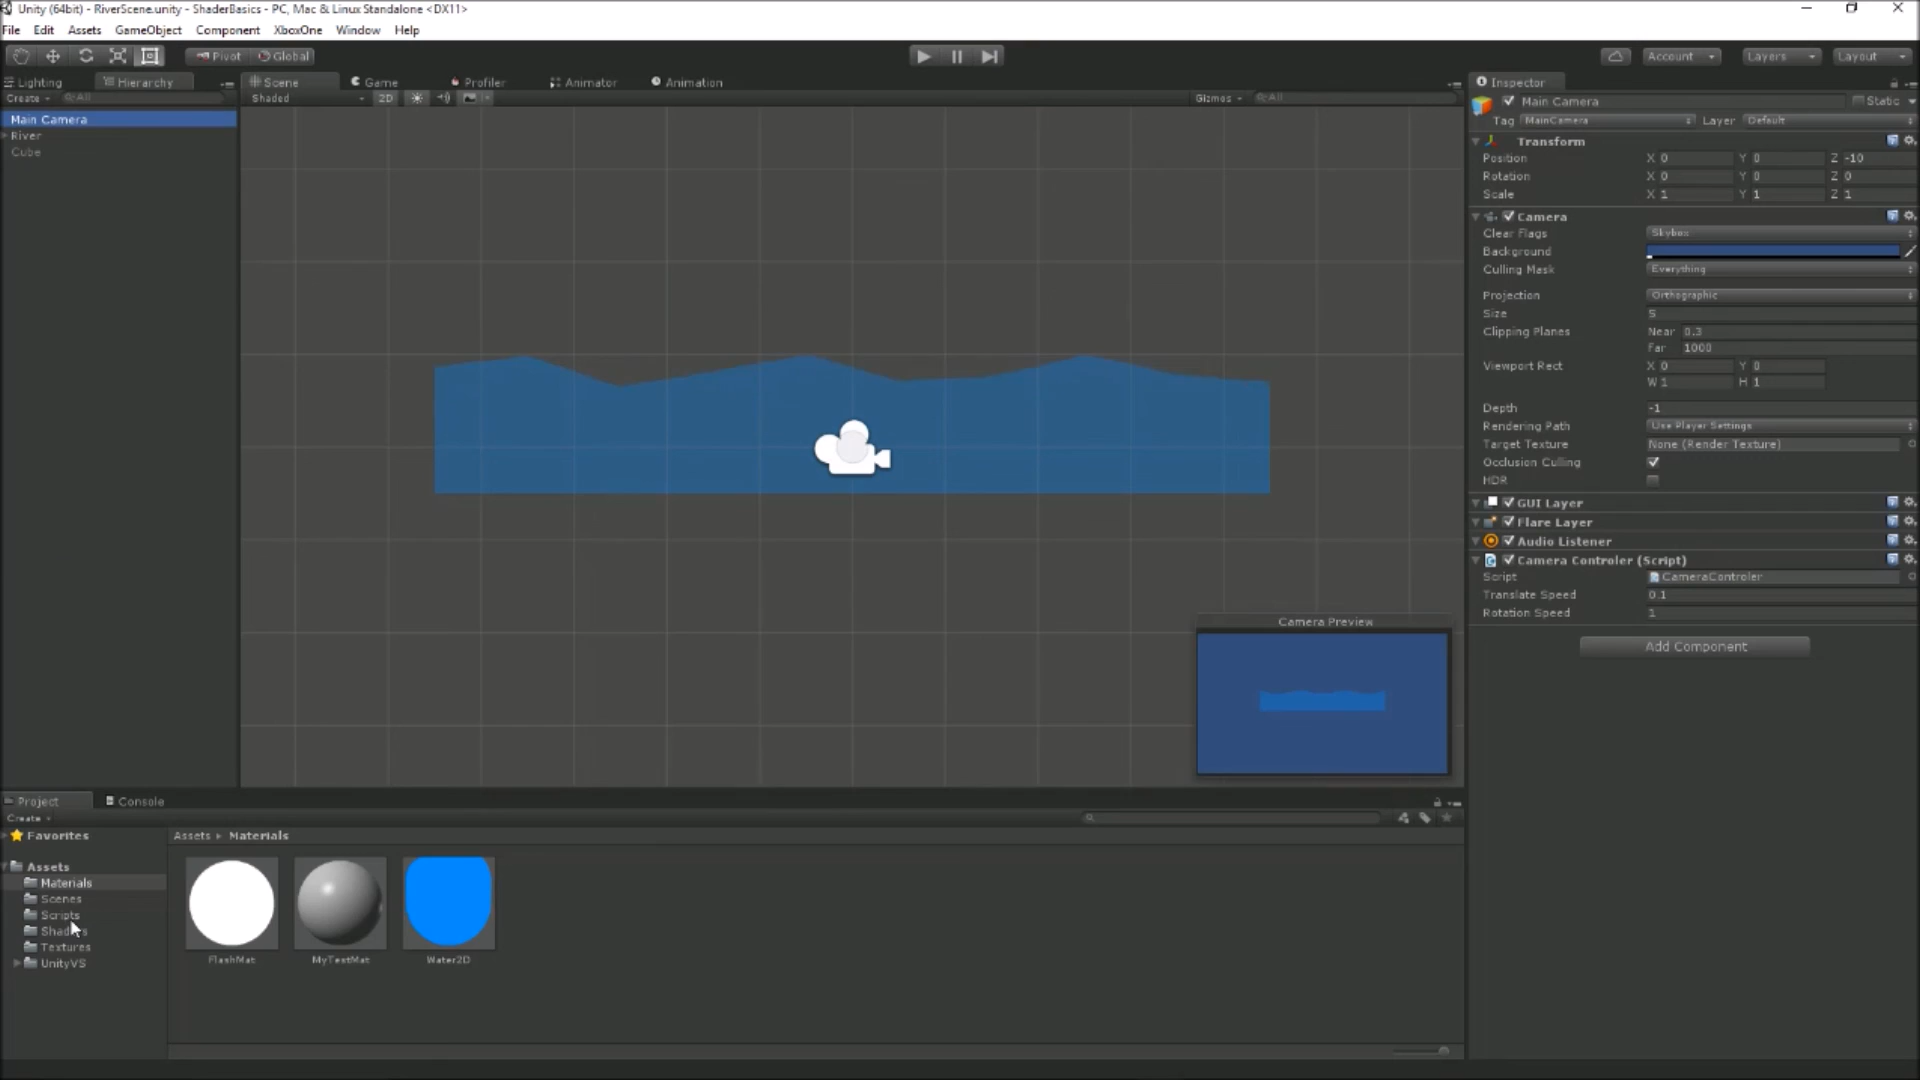 Unity (64bit) - RiverScene.unity - ShaderBasics - PC, Mac & Linux Standalone <DX11>
File Edit Assets GameObject Component XboxOne Window Help
Pivot Global Account Layers Layout
Lighting Hierarchy Scene Game Profiler Animator Animation Inspector
Create All Shaded 2D Gizmos All
Main Camera
River
Cube
Main Camera Static
Tag MainCamera Layer Default
Transform
Position X 0 Y 0 Z -10
Rotation X 0 Y 0 Z 0
Scale X 1 Y 1 Z 1
Camera
Clear Flags Skybox
Background
Culling Mask Everything
Projection Orthographic
Size 5
Clipping Planes Near 0.3
Far 1000
Viewport Rect X 0 Y 0
W 1 H 1
Depth -1
Rendering Path Use Player Settings
Target Texture None (Render Texture)
Occlusion Culling
HDR
GUI Layer
Flare Layer
Audio Listener
Camera Controler (Script)
Script CameraControler
Translate Speed 0.1
Rotation Speed 1
Add Component
Camera Preview
Project Console
Create
Favorites
Assets
Materials
Scenes
Scripts
Textures
UnityVS
Assets Materials
FlashMat MyTestMat Water2D